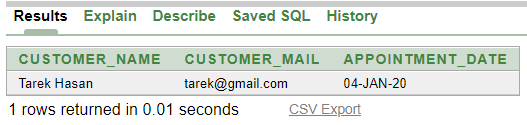 Results Explain Describe Saved SQL History
CUSTOMER_NAME CUSTOMER_MAIL APPOINTMENT_DATE
Tarek Hasan tarek@gmail.com 04-JAN-20
1 rows returned in 0.01 seconds CSV Export